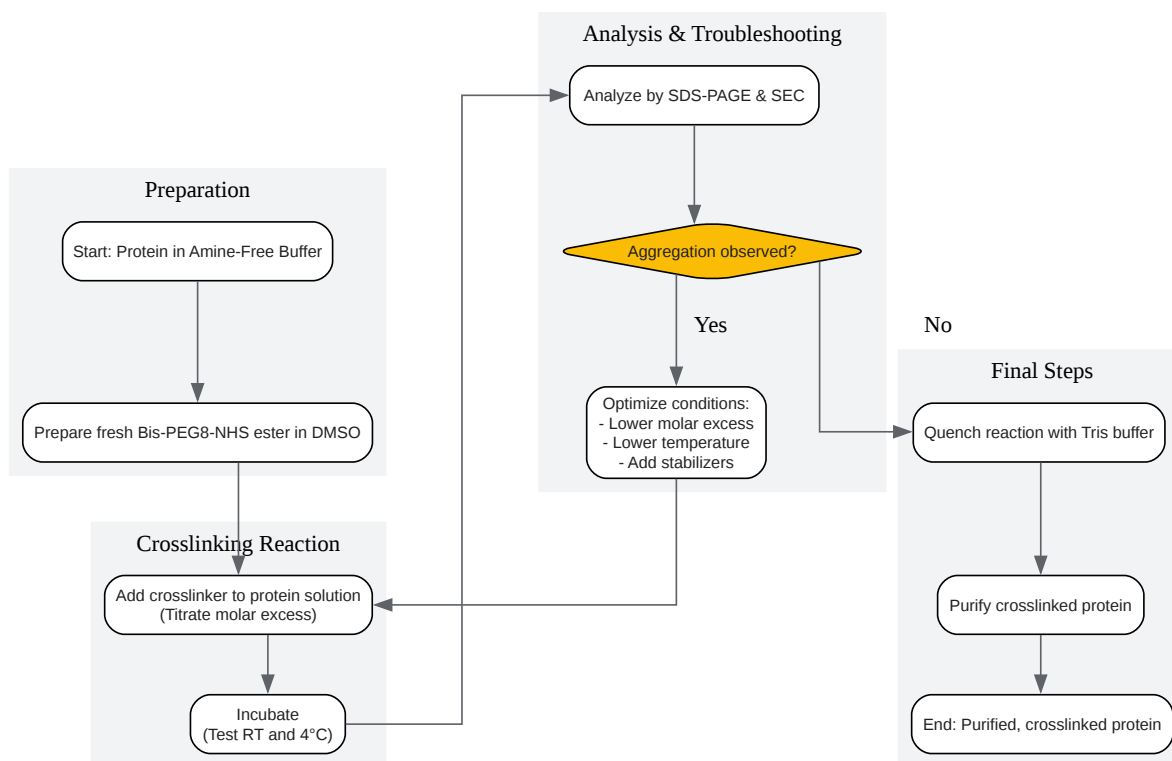 Preparation
Start: Protein in Amine-Free Buffer
Prepare fresh Bis-PEG8-NHS ester in DMSO
Crosslinking Reaction
Add crosslinker to protein solution
(Titrate molar excess)
Incubate
(Test RT and 4°C)
Analysis & Troubleshooting
Analyze by SDS-PAGE & SEC
Aggregation observed?
Yes
No
Optimize conditions:
- Lower molar excess
- Lower temperature
- Add stabilizers
Final Steps
Quench reaction with Tris buffer
Purify crosslinked protein
End: Purified, crosslinked protein